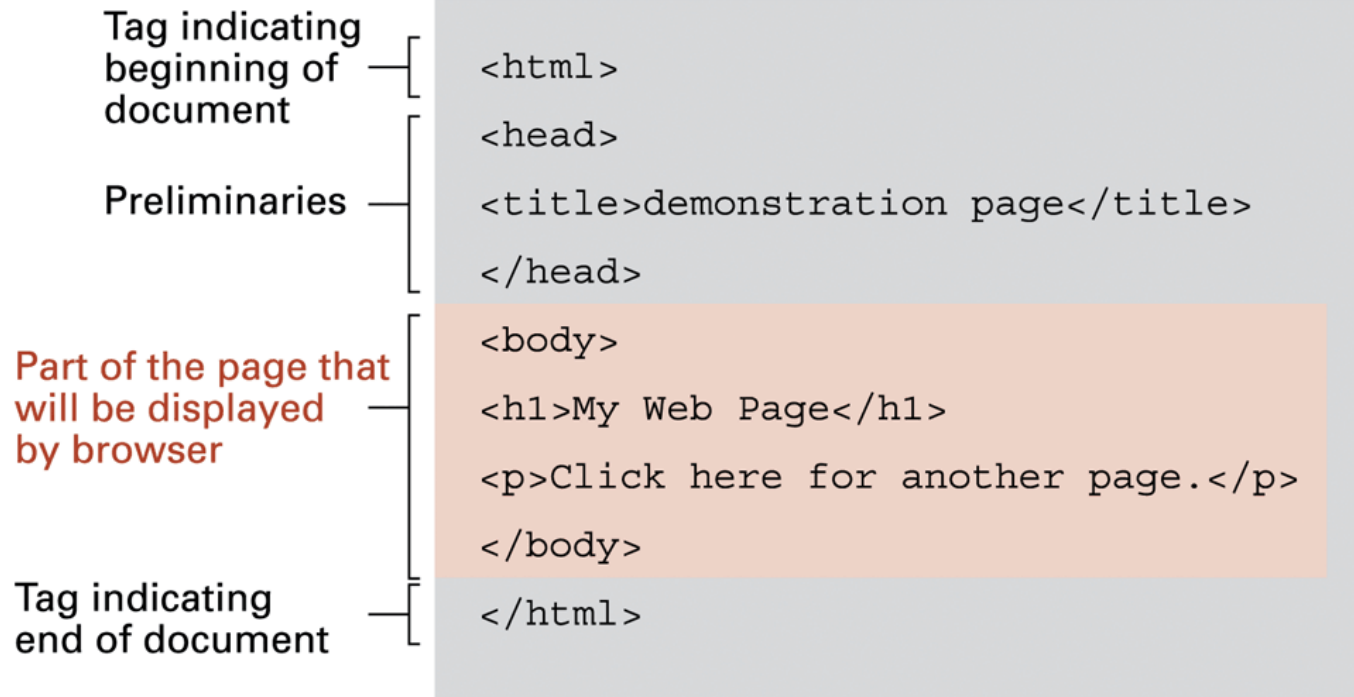 Tag indicating
beginning of
document
<html>
<head>
Preliminaries
<title>demonstration page</title>
</head>
Part of the page that
will be displayed
by browser
<body>
<h1>My Web Page</h1>
<p>Click here for another page.</p>
</body>
Tag indicating
end of document
</html>